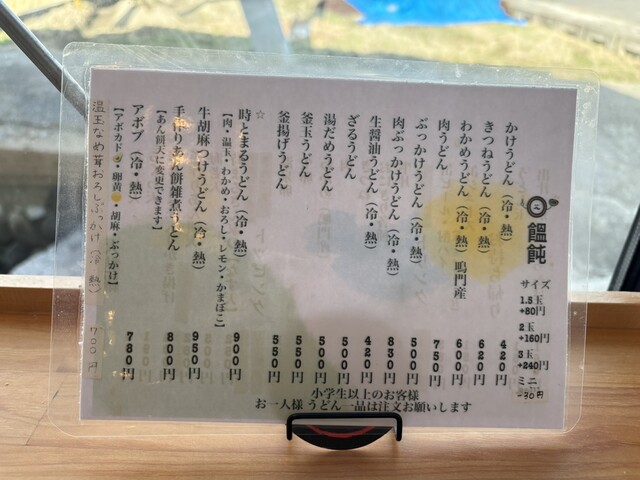 饂飩
サイズ
1.5玉
+80円
2玉
+160円
3玉
+240円
ミニ
-30円
かけうどん（冷・熱） 420円
きつねうどん（冷・熱） 620円
わかめうどん（冷・熱）鳴門産 600円
肉うどん 750円
ぶっかけうどん（冷・熱） 500円
肉ぶっかけうどん（冷・熱） 830円
生醤油うどん（冷・熱） 420円
ざるうどん 500円
湯だめうどん 500円
釜玉うどん 550円
釜揚げうどん 550円
☆
時とまるうどん（冷・熱） 900円
【肉・温玉・わかめ・おろし・レモン・かまぼこ】
牛胡麻つけうどん（冷・熱） 950円
手作りあん餅雑煮うどん 800円
【あん餅天に変更できます】
アボブ（冷・熱） 780円
【アボカド・卵黄・胡麻・ぶっかけ】
温玉なめ茸おろしぶっかけ（冷 熱） 700円
小学生以上のお客様
お一人様 うどん一品は注文お願いします